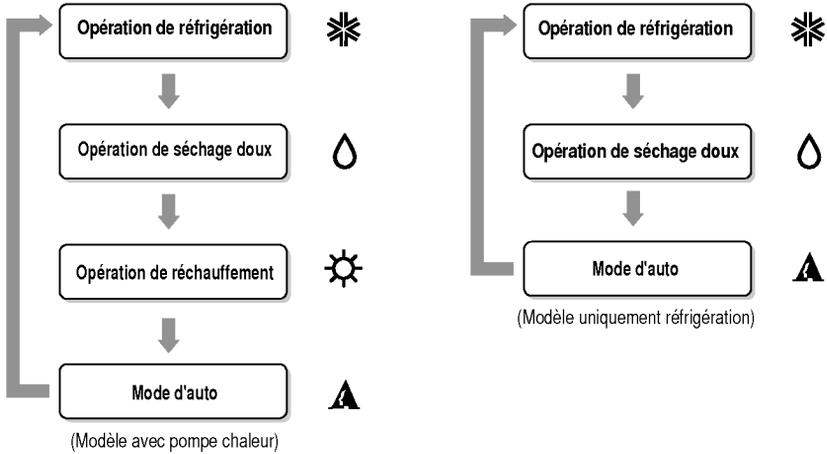 Opération de réfrigération
Opération de séchage doux
Opération de réchauffement
Mode d'auto
(Modèle avec pompe chaleur)
Opération de réfrigération
Opération de séchage doux
Mode d'auto
(Modèle uniquement réfrigération)